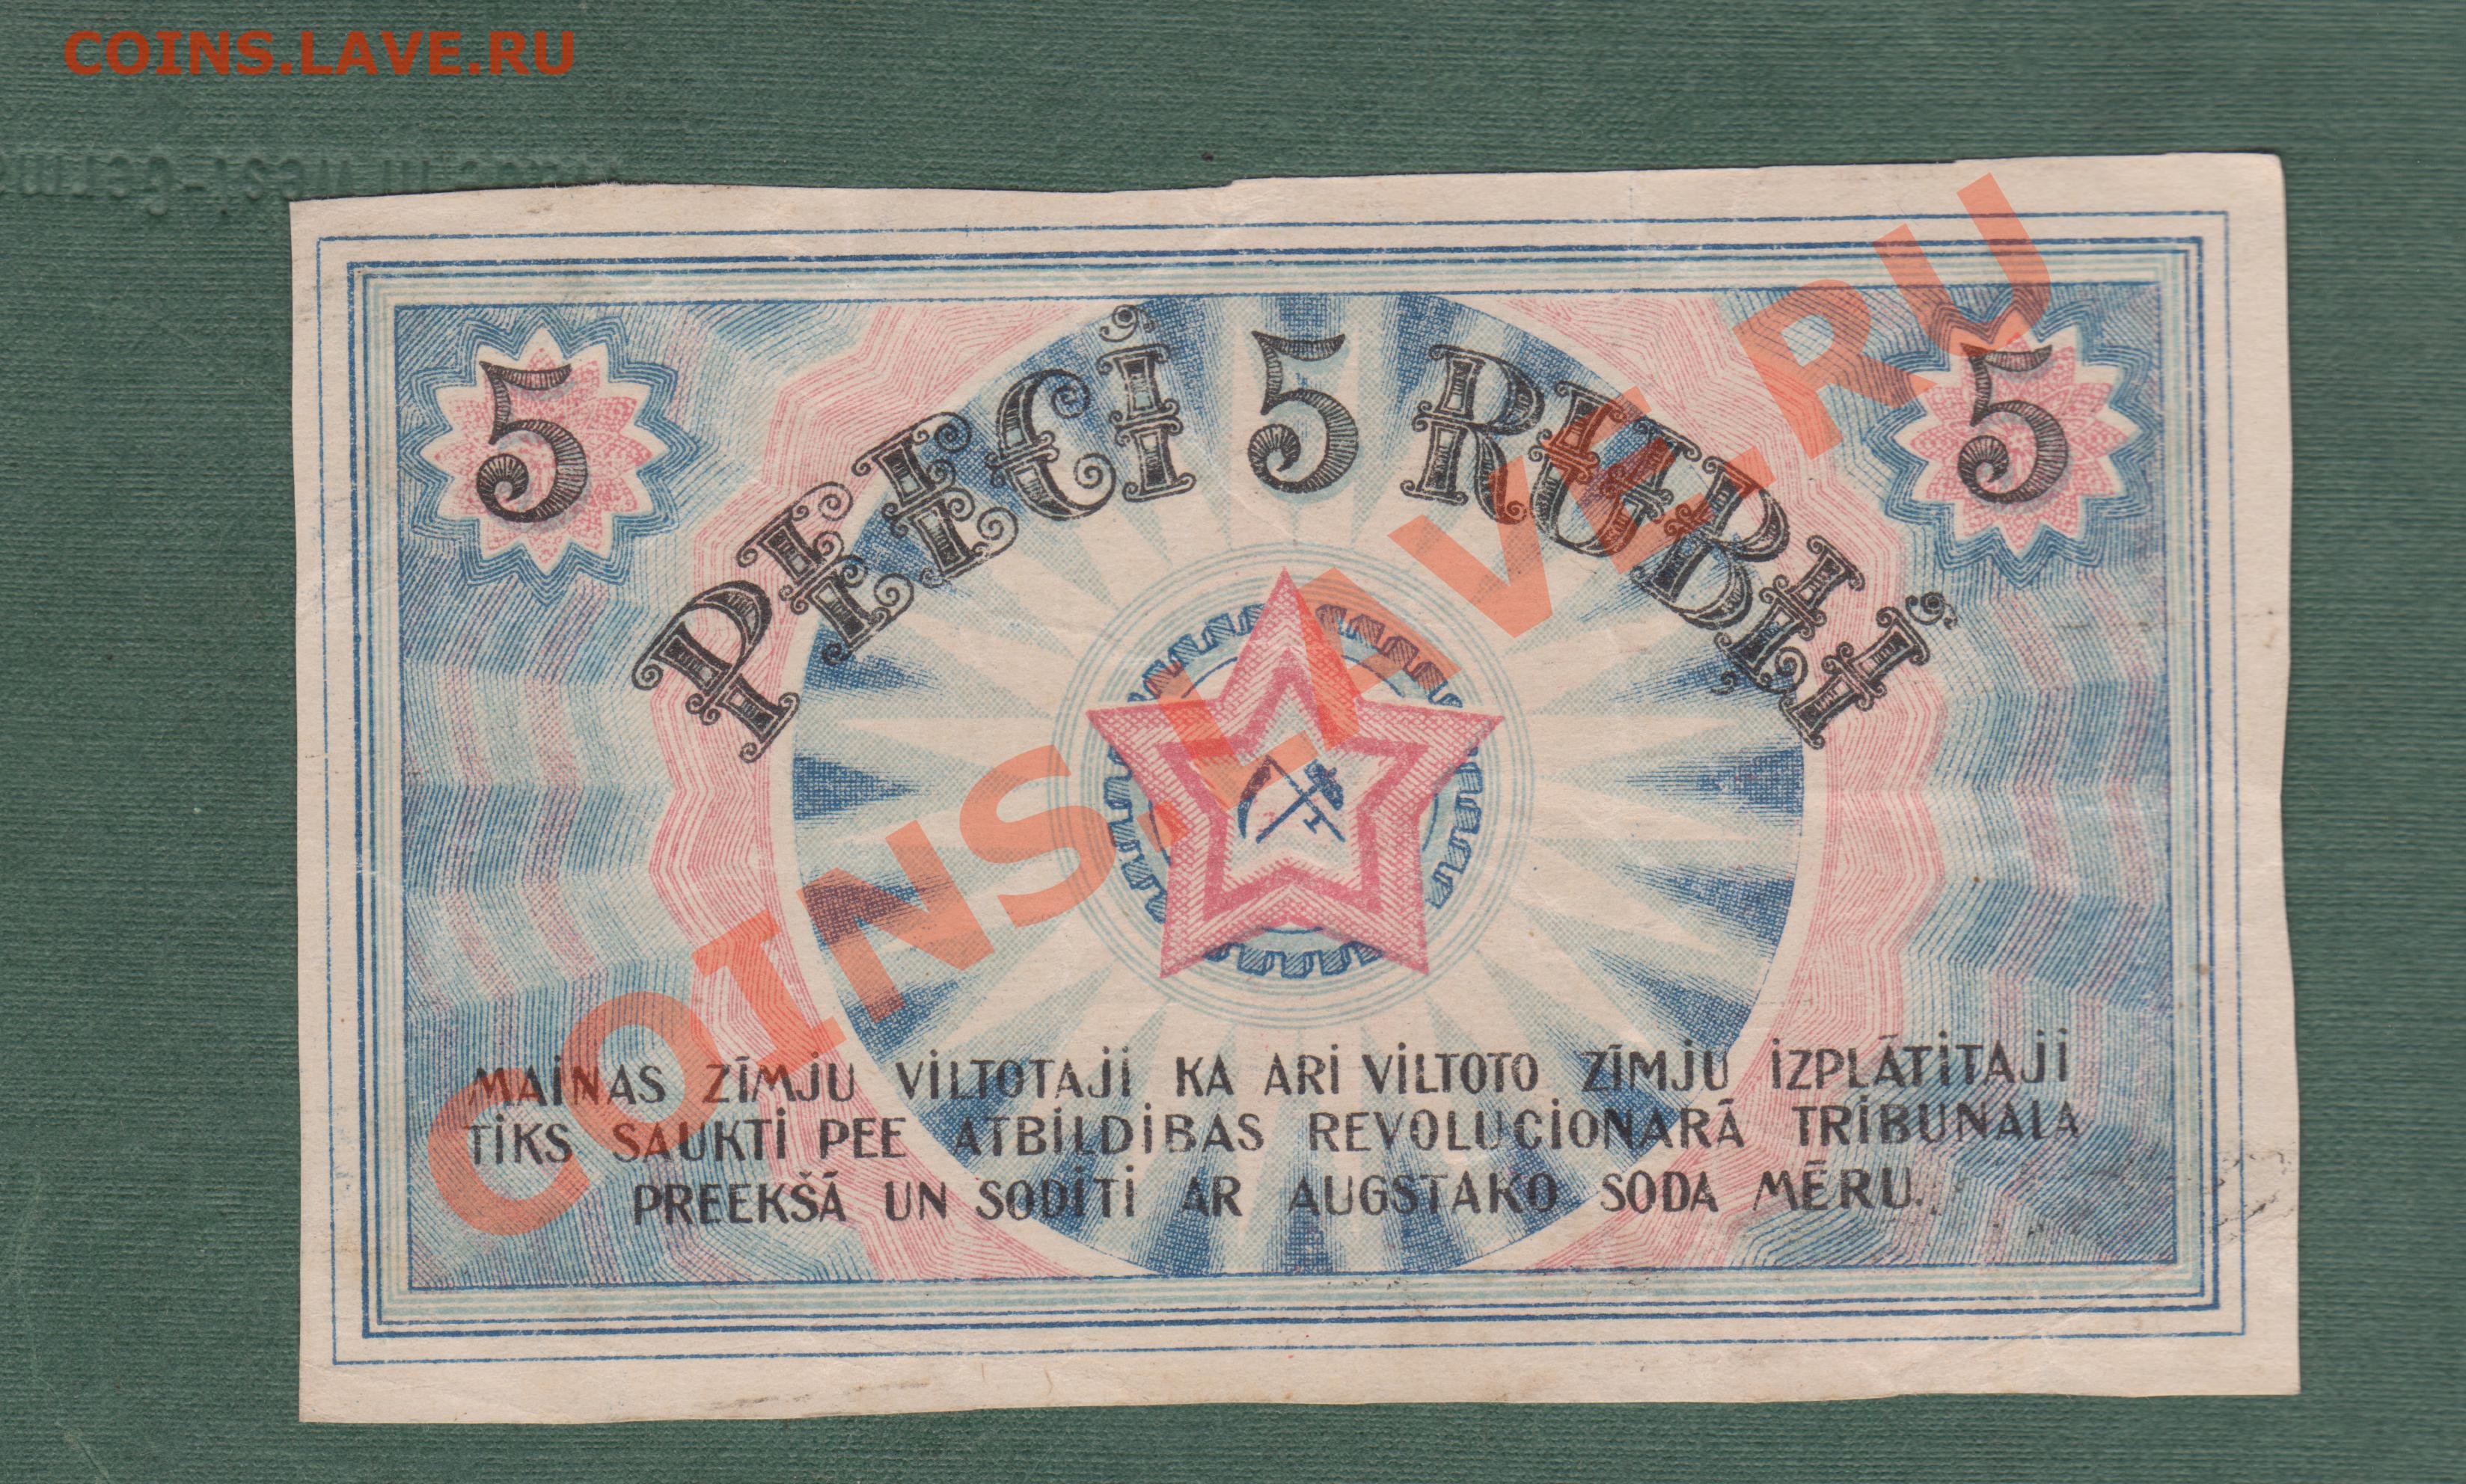 COINS.LAVE.RU
5 PEECI 5 RUBĻI 5
MAINAS ZĪMJU VILTOTAJI KA ARI VILTOTO ZĪMJU IZPLĀTITAJI
TIKS SAUKTI PEE ATBILDIBAS REVOLUCIONARĀ TRIBUNALA
PREEKŠĀ UN SODITI AR AUGSTAKO SODA MĒRU.
COINS.LAVE.RU